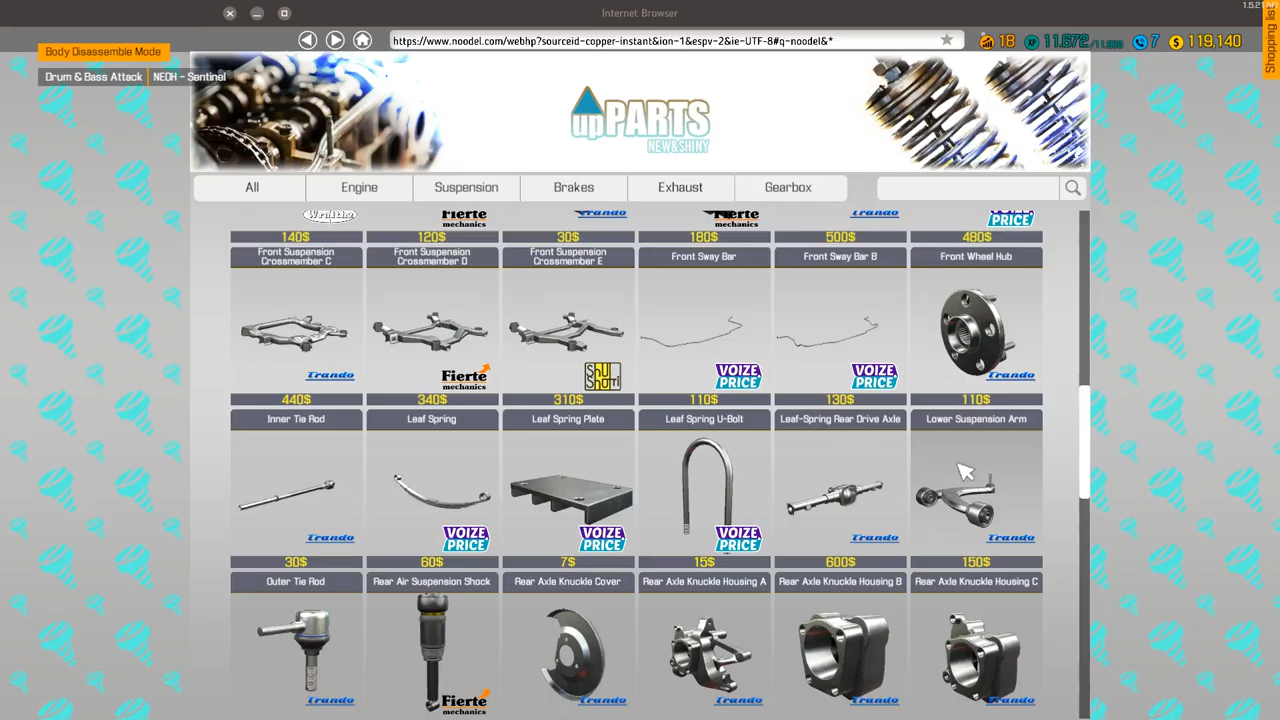 Internet Browser
1.5.21
Body Disassemble Mode
https://www.noodel.com/webhp?sourceid-copper-instant&ion-1&espv-2&ie-UTF-8#q-noodel&*
18
11,672
7
119,140
Shopping list
Drum & Bass Attack NEOH - Sentinel
upPARTS
NEW&SHINY
All Engine Suspension Brakes Exhaust Gearbox
Wraithe Fierte mechanics Trando Fierte mechanics Trando VOIZE PRICE
140$ 120$ 30$ 180$ 500$ 480$
Front Suspension Crossmember C
Front Suspension Crossmember D
Front Suspension Crossmember E
Front Sway Bar
Front Sway Bar B
Front Wheel Hub
Trando Fierte mechanics Shu Shu Ti VOIZE PRICE VOIZE PRICE Trando
440$ 340$ 310$ 110$ 130$ 110$
Inner Tie Rod Leaf Spring Leaf Spring Plate Leaf Spring U-Bolt Leaf-Spring Rear Drive Axle Lower Suspension Arm
Trando VOIZE PRICE VOIZE PRICE VOIZE PRICE Trando Trando
30$ 60$ 7$ 15$ 600$ 150$
Outer Tie Rod Rear Air Suspension Shock Rear Axle Knuckle Cover Rear Axle Knuckle Housing A Rear Axle Knuckle Housing B Rear Axle Knuckle Housing C
Trando Fierte mechanics Trando Trando Trando Trando